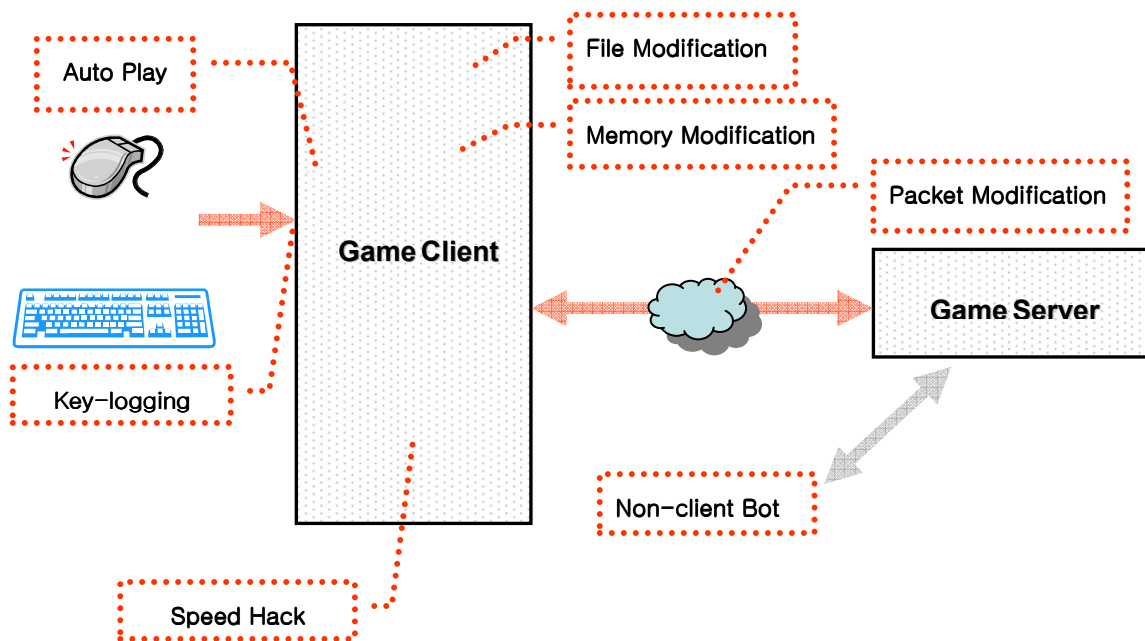 File Modification
Auto Play
Memory Modification
Packet Modification
Game Client
Game Server
Key-logging
Non-client Bot
Speed Hack